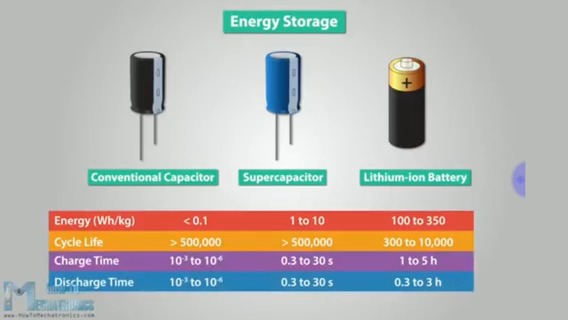 Energy Storage
+
Conventional Capacitor Supercapacitor Lithium-ion Battery
Energy (Wh/kg) < 0.1 1 to 10 100 to 350
Cycle Life > 500,000 > 500,000 300 to 10,000
Charge Time 10⁻³ to 10⁻⁶ 0.3 to 30 s 1 to 5 h
Discharge Time 10⁻³ to 10⁻⁶ 0.3 to 30 s 0.3 to 3 h
How To
Mechatronics
www.HowToMechatronics.com